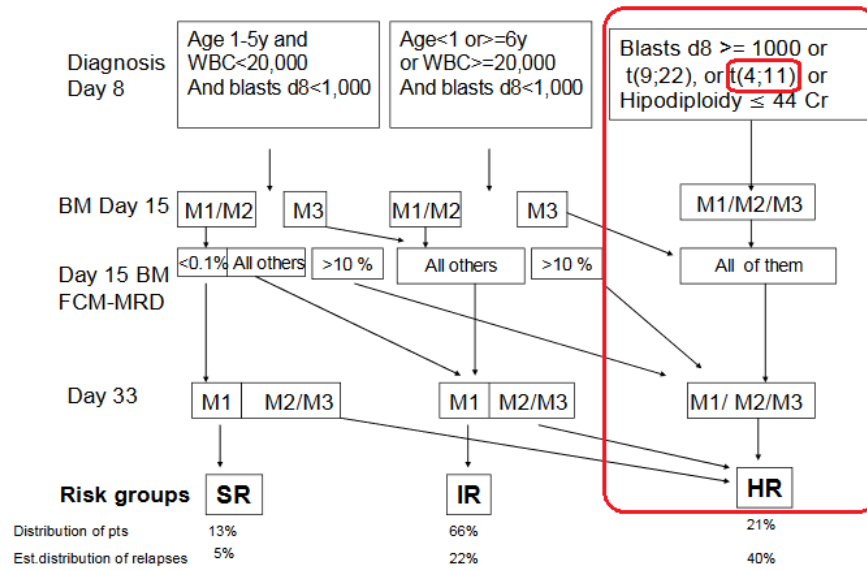 Diagnosis
Day 8
Age 1-5y and
WBC<20,000
And blasts d8<1,000
Age<1 or>=6y
or WBC>=20,000
And blasts d8<1,000
Blasts d8 >= 1000 or
t(9;22), or t(4;11) or
Hipodiploidy ≤ 44 Cr
BM Day 15
M1/M2
M3
M1/M2
M3
M1/M2/M3
Day 15 BM
FCM-MRD
<0.1%
All others
>10 %
All others
>10 %
All of them
Day 33
M1
M2/M3
M1
M2/M3
M1/ M2/M3
Risk groups
SR
IR
HR
Distribution of pts
13%
66%
21%
Est.distribution of relapses
5%
22%
40%